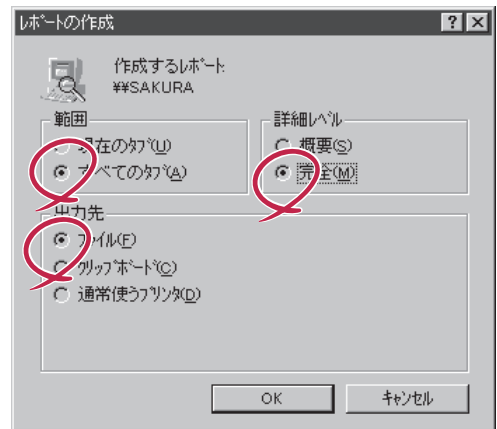 レポートの作成
作成するレポート:
¥¥SAKURA
範囲
現在のタブ(U)
すべてのタブ(A)
詳細レベル
概要(S)
完全(M)
出力先
ファイル(F)
クリップボード(C)
通常使うプリンタ(D)
OK
キャンセル